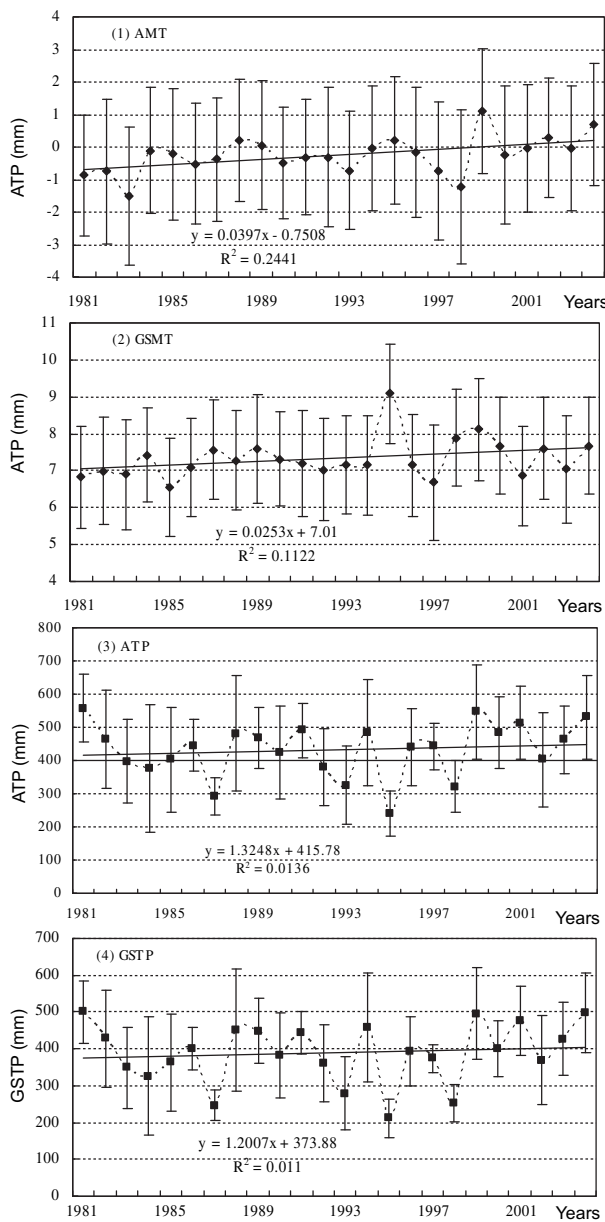 4
(1) AMT
3
2
1
0
-1
-2
-3
-4
ATP (mm)
y = 0.0397x - 0.7508
R² = 0.2441
1981 1985 1989 1993 1997 2001 Years
11
(2) GSMT
10
9
8
7
6
5
4
ATP (mm)
y = 0.0253x + 7.01
R² = 0.1122
1981 1985 1989 1993 1997 2001 Years
800
(3) ATP
700
600
500
400
300
200
100
0
ATP (mm)
y = 1.3248x + 415.78
R² = 0.0136
1981 1985 1989 1993 1997 2001 Years
700
(4) GSTP
600
500
400
300
200
100
0
GSTP (mm)
y = 1.2007x + 373.88
R² = 0.011
1981 1985 1989 1993 1997 2001 Years